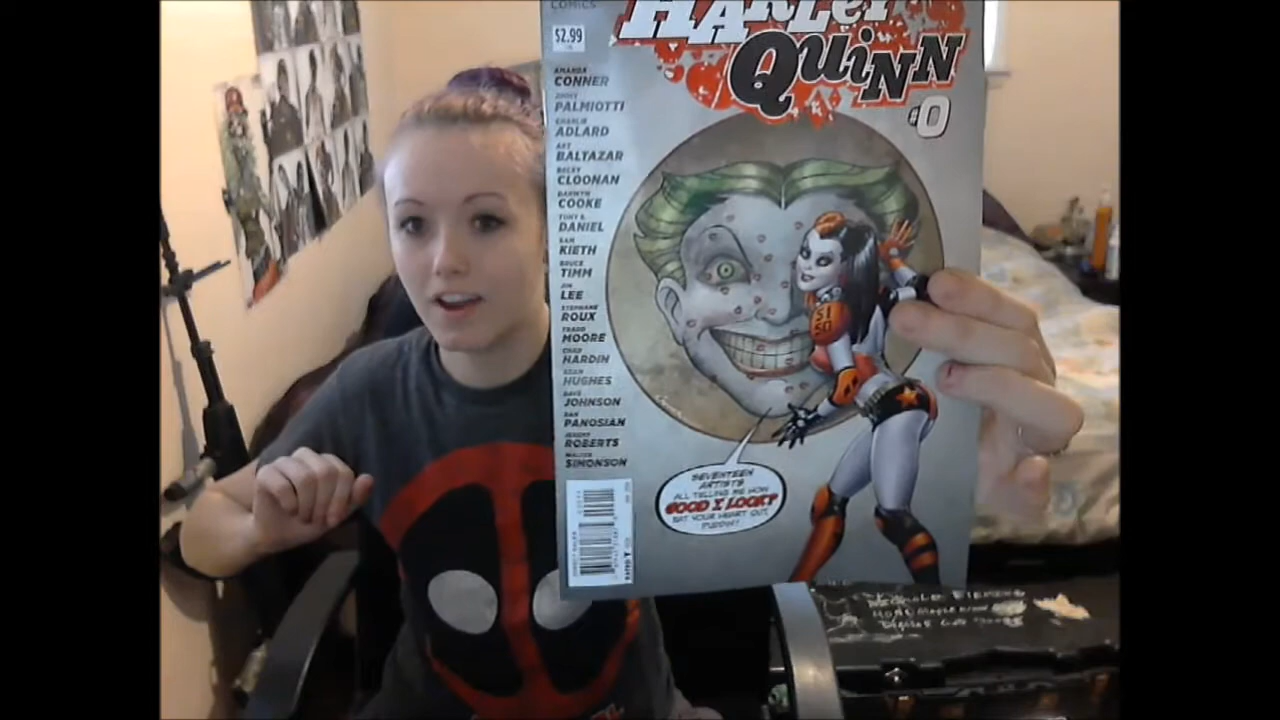 COMICS
$2.99
HARLEY
QUINN
#0
AMANDA
CONNER
JIMMY
PALMIOTTI
CHARLIE
ADLARD
ART
BALTAZAR
BECKY
CLOONAN
DARWYN
COOKE
TONY S.
DANIEL
SAM
KIETH
BRUCE
TIMM
JIM
LEE
STEPHANE
ROUX
TRADD
MOORE
CHAD
HARDIN
ADAM
HUGHES
DAVE
JOHNSON
DAN
PANOSIAN
JEREMY
ROBERTS
WALTER
SIMONSON
SEVENTEEN
ARTISTS
ALL TELLING ME HOW
GOOD I LOOK?
EAT YOUR HEART OUT,
PUDDIN'!
RATED T